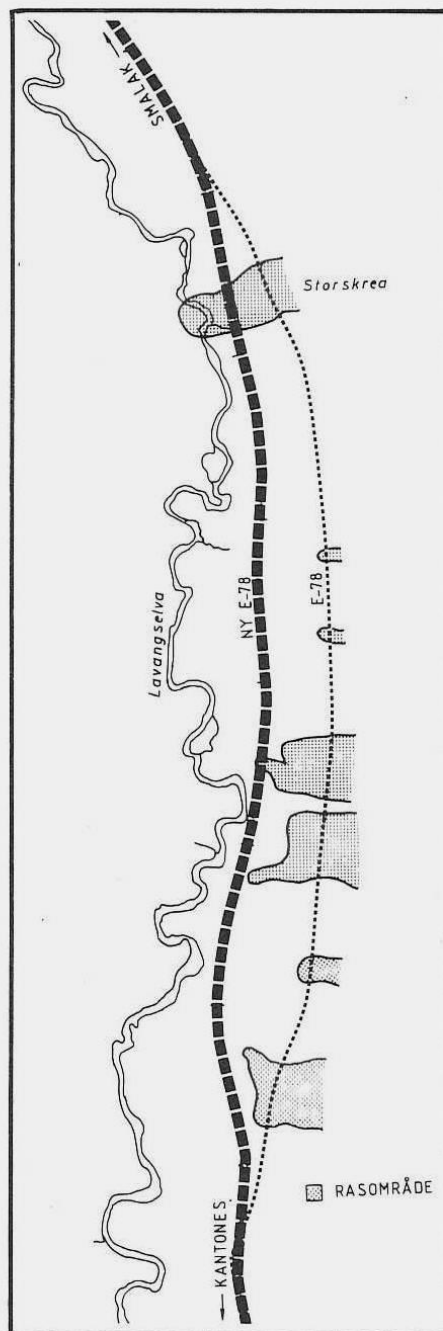 SMALAK
Storskrea
NY E-78
E-78
Lavangselva
RASOMRÅDE
KANTONES